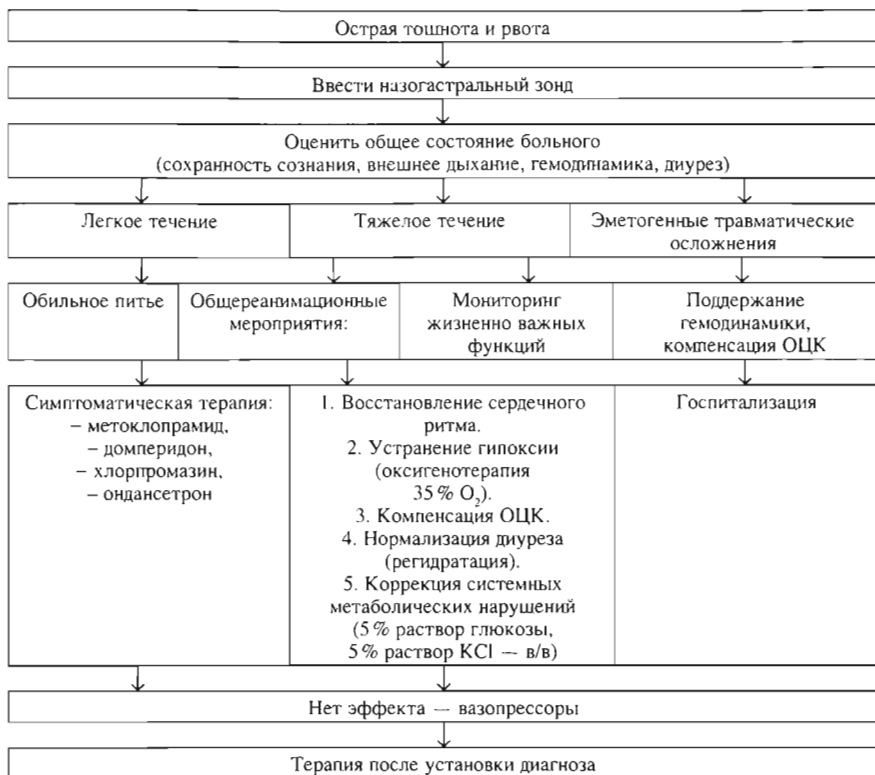 Острая тошнота и рвота
Ввести назогастральный зонд
Оценить общее состояние больного
(сохранность сознания, внешнее дыхание, гемодинамика, диурез)
Легкое течение
Тяжелое течение
Эметогенные травматические
осложнения
Обильное питье
Общереанимационные
мероприятия:
Мониторинг
жизненно важных
функций
Поддержание
гемодинамики,
компенсация ОЦК
Симптоматическая терапия:
– метоклопрамид,
– домперидон,
– хлорпромазин,
– ондансетрон
1. Восстановление сердечного
ритма.
2. Устранение гипоксии
(оксигенотерапия
35 % O₂).
3. Компенсация ОЦК.
4. Нормализация диуреза
(регидратация).
5. Коррекция системных
метаболических нарушений
(5 % раствор глюкозы,
5 % раствор KCl — в/в)
Госпитализация
Нет эффекта — вазопрессоры
Терапия после установки диагноза